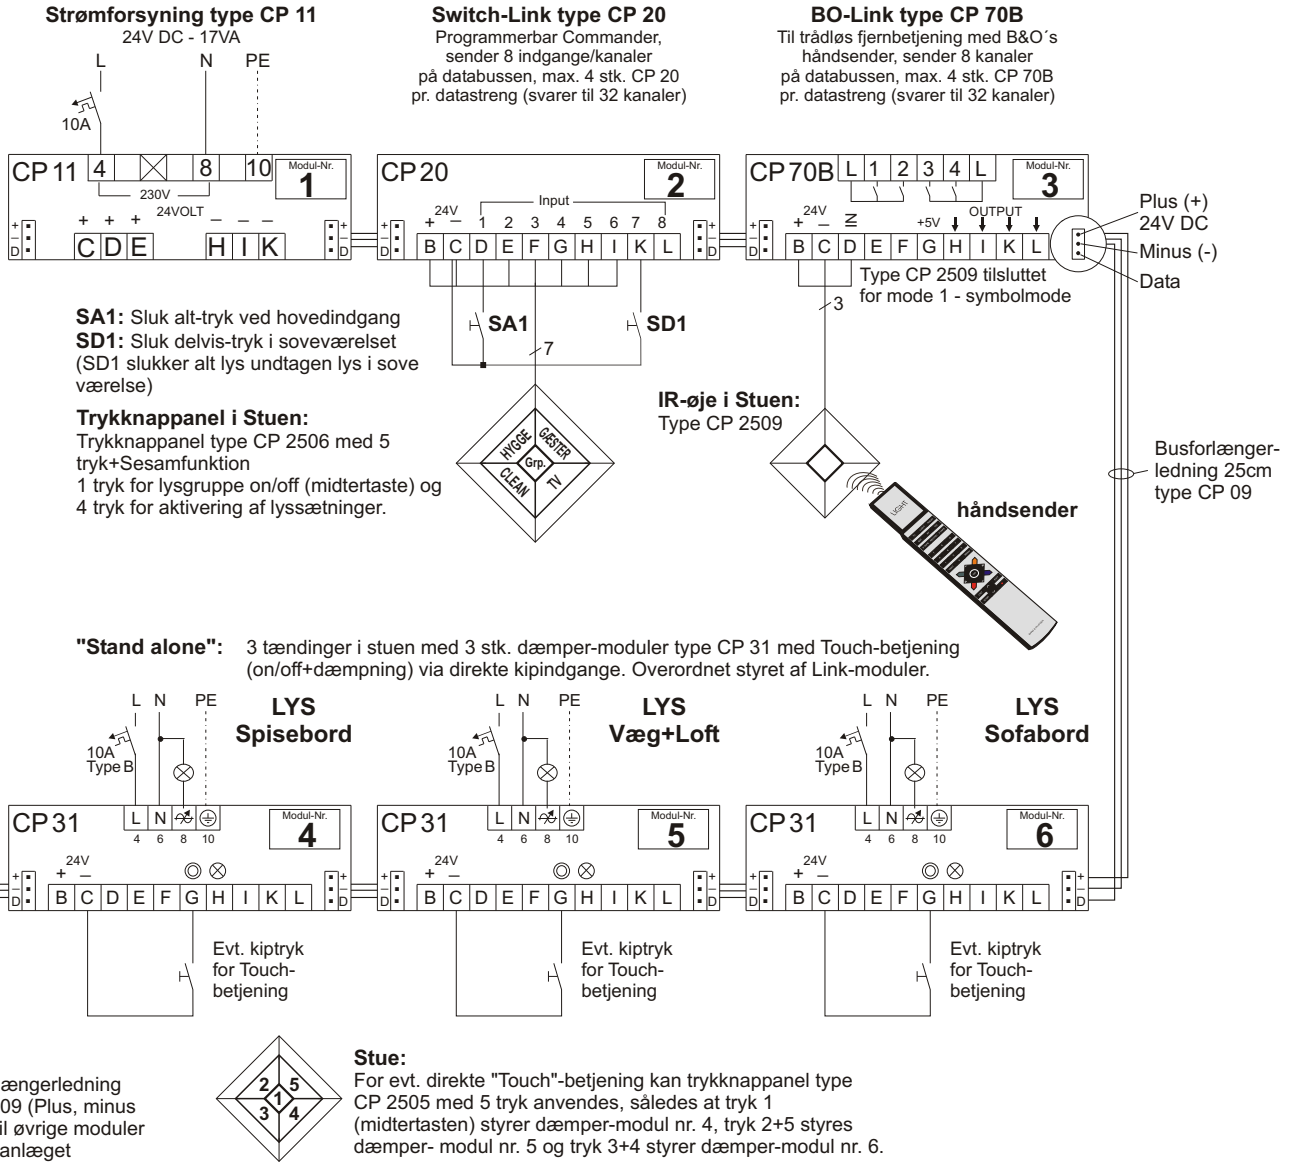 Strømforsyning type CP 11
24V DC - 17VA
L N PE
10A
Switch-Link type CP 20
Programmerbar Commander,
sender 8 indgange/kanaler
på databussen, max. 4 stk. CP 20
pr. datastreng (svarer til 32 kanaler)
BO-Link type CP 70B
Til trådløs fjernbetjening med B&O´s
håndsender, sender 8 kanaler
på databussen, max. 4 stk. CP 70B
pr. datastreng (svarer til 32 kanaler)
CP 11
4 8 10
Modul-Nr.
1
230V
24VOLT
+ + + – – –
+
–
D
C D E H I K
+
–
D
CP 20
Modul-Nr.
2
Input
24V
+ – 1 2 3 4 5 6 7 8
+
–
D
B C D E F G H I K L
+
–
D
CP 70B
L 1 2 3 4 L
Modul-Nr.
3
24V
+ – IN +5V OUTPUT
+
–
D
B C D E F G H I K L
Plus (+)
24V DC
Minus (-)
Data
Type CP 2509 tilsluttet
for mode 1 - symbolmode
3
SA1: Sluk alt-tryk ved hovedindgang
SD1: Sluk delvis-tryk i soveværelset
(SD1 slukker alt lys undtagen lys i sove
værelse)
Trykknappanel i Stuen:
Trykknappanel type CP 2506 med 5
tryk+Sesamfunktion
1 tryk for lysgruppe on/off (midtertaste) og
4 tryk for aktivering af lyssætninger.
SA1
SD1
7
HYGGE
GÆSTER
Grp.
CLEAN
TV
IR-øje i Stuen:
Type CP 2509
LIGHT
håndsender
Busforlænger-
ledning 25cm
type CP 09
"Stand alone": 3 tændinger i stuen med 3 stk. dæmper-moduler type CP 31 med Touch-betjening
(on/off+dæmpning) via direkte kipindgange. Overordnet styret af Link-moduler.
L N PE
LYS
Spisebord
10A
Type B
L N PE
LYS
Væg+Loft
10A
Type B
L N PE
LYS
Sofabord
10A
Type B
CP 31
L N
4 6 8 10
Modul-Nr.
4
24V
+ –
+
–
D
B C D E F G H I K L
+
–
D
CP 31
L N
4 6 8 10
Modul-Nr.
5
24V
+ –
+
–
D
B C D E F G H I K L
+
–
D
CP 31
L N
4 6 8 10
Modul-Nr.
6
24V
+ –
+
–
D
B C D E F G H I K L
+
–
D
Evt. kiptryk
for Touch-
betjening
Evt. kiptryk
for Touch-
betjening
Evt. kiptryk
for Touch-
betjening
ængerledning
09 (Plus, minus
il øvrige moduler
anlæget
2 5
1
3 4
Stue:
For evt. direkte "Touch"-betjening kan trykknappanel type
CP 2505 med 5 tryk anvendes, således at tryk 1
(midtertasten) styrer dæmper-modul nr. 4, tryk 2+5 styres
dæmper- modul nr. 5 og tryk 3+4 styrer dæmper-modul nr. 6.